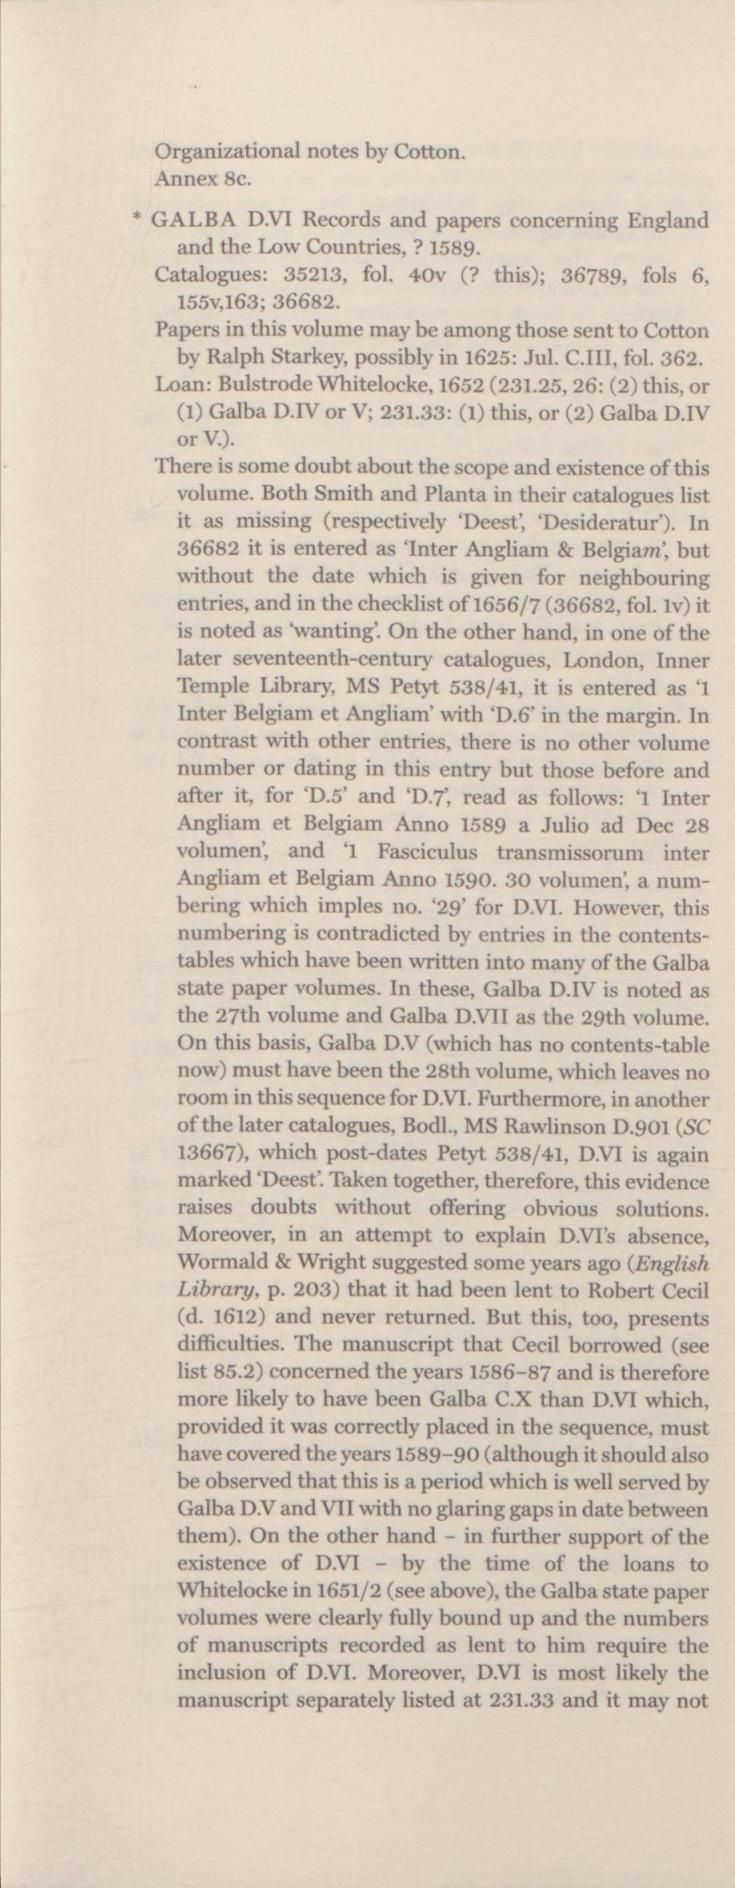 Organizational notes by Cotton.
Annex 8c.
* GALBA D.VI Records and papers concerning England
and the Low Countries, ? 1589.
Catalogues: 35213, fol. 40v (? this); 36789, fols 6,
155v,163; 36682.
Papers in this volume may be among those sent to Cotton
by Ralph Starkey, possibly in 1625: Jul. C.III, fol. 362.
Loan: Bulstrode Whitelocke, 1652 (231.25, 26: (2) this, or
(1) Galba D.IV or V; 231.33: (1) this, or (2) Galba D.IV
or V.).
There is some doubt about the scope and existence of this
volume. Both Smith and Planta in their catalogues list
it as missing (respectively ‘Deest’, ‘Desideratur’). In
36682 it is entered as ‘Inter Angliam & Belgiam’, but
without the date which is given for neighbouring
entries, and in the checklist of 1656/7 (36682, fol. 1v) it
is noted as ‘wanting’. On the other hand, in one of the
later seventeenth-century catalogues, London, Inner
Temple Library, MS Petyt 538/41, it is entered as ‘1
Inter Belgiam et Angliam’ with ‘D.6’ in the margin. In
contrast with other entries, there is no other volume
number or dating in this entry but those before and
after it, for ‘D.5’ and ‘D.7’, read as follows: ‘1 Inter
Angliam et Belgiam Anno 1589 a Julio ad Dec 28
volumen’, and ‘1 Fasciculus transmissorum inter
Angliam et Belgiam Anno 1590. 30 volumen’, a num-
bering which imples no. ‘29’ for D.VI. However, this
numbering is contradicted by entries in the contents-
tables which have been written into many of the Galba
state paper volumes. In these, Galba D.IV is noted as
the 27th volume and Galba D.VII as the 29th volume.
On this basis, Galba D.V (which has no contents-table
now) must have been the 28th volume, which leaves no
room in this sequence for D.VI. Furthermore, in another
of the later catalogues, Bodl., MS Rawlinson D.901 (SC
13667), which post-dates Petyt 538/41, D.VI is again
marked ‘Deest’. Taken together, therefore, this evidence
raises doubts without offering obvious solutions.
Moreover, in an attempt to explain D.VI’s absence,
Wormald & Wright suggested some years ago (English
Library, p. 203) that it had been lent to Robert Cecil
(d. 1612) and never returned. But this, too, presents
difficulties. The manuscript that Cecil borrowed (see
list 85.2) concerned the years 1586–87 and is therefore
more likely to have been Galba C.X than D.VI which,
provided it was correctly placed in the sequence, must
have covered the years 1589–90 (although it should also
be observed that this is a period which is well served by
Galba D.V and VII with no glaring gaps in date between
them). On the other hand – in further support of the
existence of D.VI – by the time of the loans to
Whitelocke in 1651/2 (see above), the Galba state paper
volumes were clearly fully bound up and the numbers
of manuscripts recorded as lent to him require the
inclusion of D.VI. Moreover, D.VI is most likely the
manuscript separately listed at 231.33 and it may not